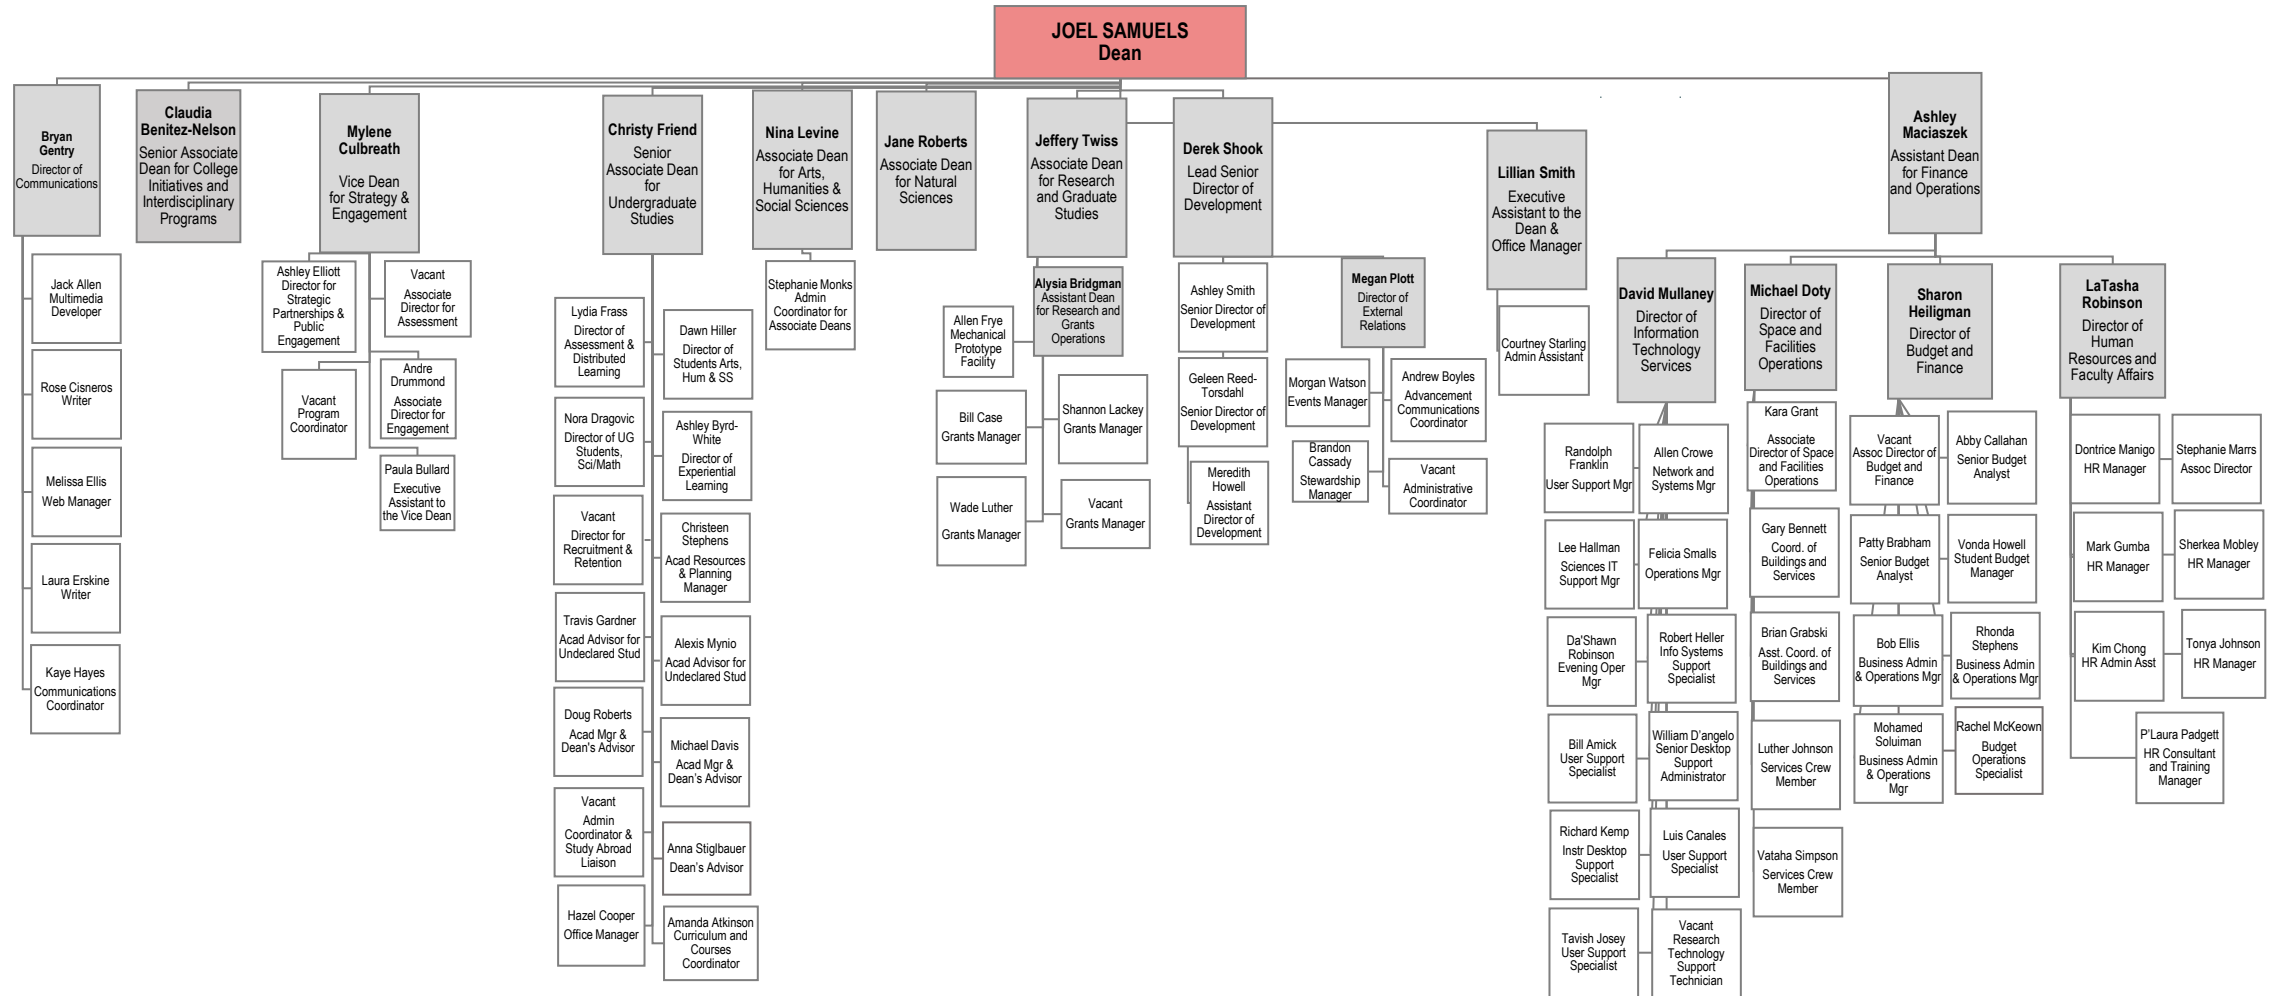 JOEL SAMUELS
Dean
Bryan
Gentry
Director of
Communications
Jack Allen
Multimedia
Developer
Rose Cisneros
Writer
Melissa Ellis
Web Manager
Laura Erskine
Writer
Kaye Hayes
Communications
Coordinator
Claudia
Benitez-Nelson
Senior Associate
Dean for College
Initiatives and
Interdisciplinary
Programs
Mylene
Culbreath
Vice Dean
for Strategy &
Engagement
Ashley Elliott
Director for
Strategic
Partnerships &
Public
Engagement
Vacant
Associate
Director for
Assessment
Vacant
Program
Coordinator
Andre
Drummond
Associate
Director for
Engagement
Paula Bullard
Executive
Assistant to
the Vice Dean
Christy Friend
Senior
Associate Dean
for
Undergraduate
Studies
Lydia Frass
Director of
Assessment &
Distributed
Learning
Dawn Hiller
Director of
Students Arts,
Hum & SS
Nora Dragovic
Director of UG
Students,
Sci/Math
Ashley Byrd-
White
Director of
Experiential
Learning
Vacant
Director for
Recruitment &
Retention
Christeen
Stephens
Acad Resources
& Planning
Manager
Travis Gardner
Acad Advisor for
Undeclared Stud
Alexis Mynio
Acad Advisor for
Undeclared Stud
Doug Roberts
Acad Mgr &
Dean's Advisor
Michael Davis
Acad Mgr &
Dean's Advisor
Vacant
Admin
Coordinator &
Study Abroad
Liaison
Anna Stiglbauer
Dean's Advisor
Hazel Cooper
Office Manager
Amanda Atkinson
Curriculum and
Courses
Coordinator
Nina Levine
Associate Dean
for Arts,
Humanities &
Social Sciences
Stephanie Monks
Admin
Coordinator for
Associate Deans
Jane Roberts
Associate Dean
for Natural
Sciences
Jeffery Twiss
Associate Dean
for Research
and Graduate
Studies
Alysia Bridgman
Assistant Dean
for Research and
Grants
Operations
Allen Frye
Mechanical
Prototype
Facility
Bill Case
Grants Manager
Shannon Lackey
Grants Manager
Wade Luther
Grants Manager
Vacant
Grants Manager
Derek Shook
Lead Senior
Director of
Development
Ashley Smith
Senior Director of
Development
Geleen Reed-
Torsdahl
Senior Director of
Development
Meredith
Howell
Assistant
Director of
Development
Megan Plott
Director of
External
Relations
Morgan Watson
Events Manager
Andrew Boyles
Advancement
Communications
Coordinator
Brandon
Cassady
Stewardship
Manager
Vacant
Administrative
Coordinator
Lillian Smith
Executive
Assistant to the
Dean &
Office Manager
Courtney Starling
Admin Assistant
Ashley
Maciaszek
Assistant Dean
for Finance
and Operations
David Mullaney
Director of
Information
Technology
Services
Randolph
Franklin
User Support Mgr
Allen Crowe
Network and
Systems Mgr
Lee Hallman
Sciences IT
Support Mgr
Felicia Smalls
Operations Mgr
Da'Shawn
Robinson
Evening Oper
Mgr
Robert Heller
Info Systems
Support
Specialist
Bill Amick
User Support
Specialist
William D'angelo
Senior Desktop
Support
Administrator
Richard Kemp
Instr Desktop
Support
Specialist
Luis Canales
User Support
Specialist
Tavish Josey
User Support
Specialist
Vacant
Research
Technology
Support
Technician
Michael Doty
Director of
Space and
Facilities
Operations
Kara Grant
Associate
Director of Space
and Facilities
Operations
Gary Bennett
Coord. of
Buildings and
Services
Brian Grabski
Asst. Coord. of
Buildings and
Services
Luther Johnson
Services Crew
Member
Vataha Simpson
Services Crew
Member
Sharon
Heiligman
Director of
Budget and
Finance
Vacant
Assoc Director of
Budget and
Finance
Abby Callahan
Senior Budget
Analyst
Patty Brabham
Senior Budget
Analyst
Vonda Howell
Student Budget
Manager
Bob Ellis
Business Admin
& Operations Mgr
Rhonda
Stephens
Business Admin
& Operations Mgr
Mohamed
Soluiman
Business Admin
& Operations
Mgr
Rachel McKeown
Budget
Operations
Specialist
LaTasha
Robinson
Director of
Human
Resources and
Faculty Affairs
Dontrice Manigo
HR Manager
Stephanie Marrs
Assoc Director
Mark Gumba
HR Manager
Sherkea Mobley
HR Manager
Kim Chong
HR Admin Asst
Tonya Johnson
HR Manager
P'Laura Padgett
HR Consultant
and Training
Manager